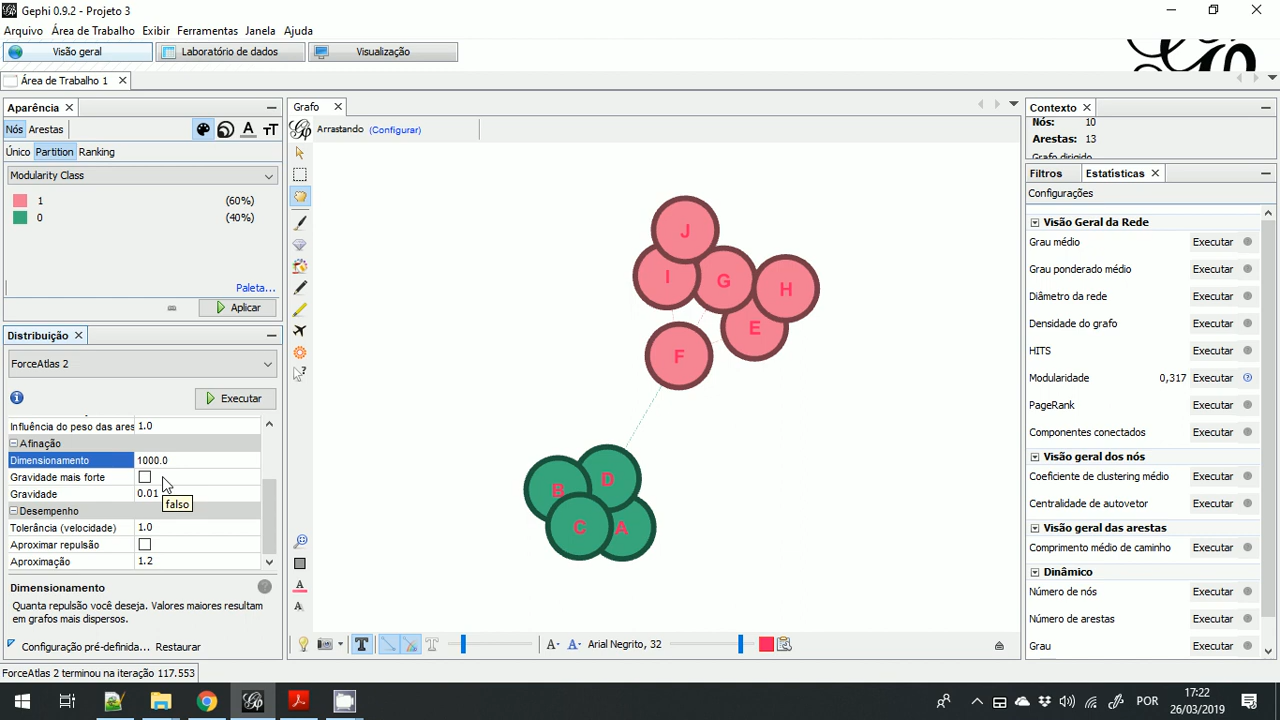 Gephi 0.9.2 - Projeto 3
Arquivo Área de Trabalho Exibir Ferramentas Janela Ajuda
Visão geral Laboratório de dados Visualização
Área de Trabalho 1
Aparência
Nós Arestas
Único Partition Ranking
Modularity Class
1 (60%)
0 (40%)
Paleta...
Aplicar
Distribuição
ForceAtlas 2
Executar
Influência do peso das ares 1.0
Afinação
Dimensionamento 1000.0
Gravidade mais forte
Gravidade 0.01
falso
Desempenho
Tolerância (velocidade) 1.0
Aproximar repulsão
Aproximação 1.2
Dimensionamento
Quanta repulsão você deseja. Valores maiores resultam
em grafos mais dispersos.
Configuração pré-definida... Restaurar
ForceAtlas 2 terminou na iteração 117.553
Grafo
Arrastando (Configurar)
J
I G H
E
F
D
B
C A
Arial Negrito, 32
Contexto
Nós: 10
Arestas: 13
Grafo dirigido
Filtros Estatísticas
Configurações
Visão Geral da Rede
Grau médio Executar
Grau ponderado médio Executar
Diâmetro da rede Executar
Densidade do grafo Executar
HITS Executar
Modularidade 0,317 Executar
PageRank Executar
Componentes conectados Executar
Visão geral dos nós
Coeficiente de clustering médio Executar
Centralidade de autovetor Executar
Visão geral das arestas
Comprimento médio de caminho Executar
Dinâmico
Número de nós Executar
Número de arestas Executar
Grau Executar
POR
17:22
26/03/2019